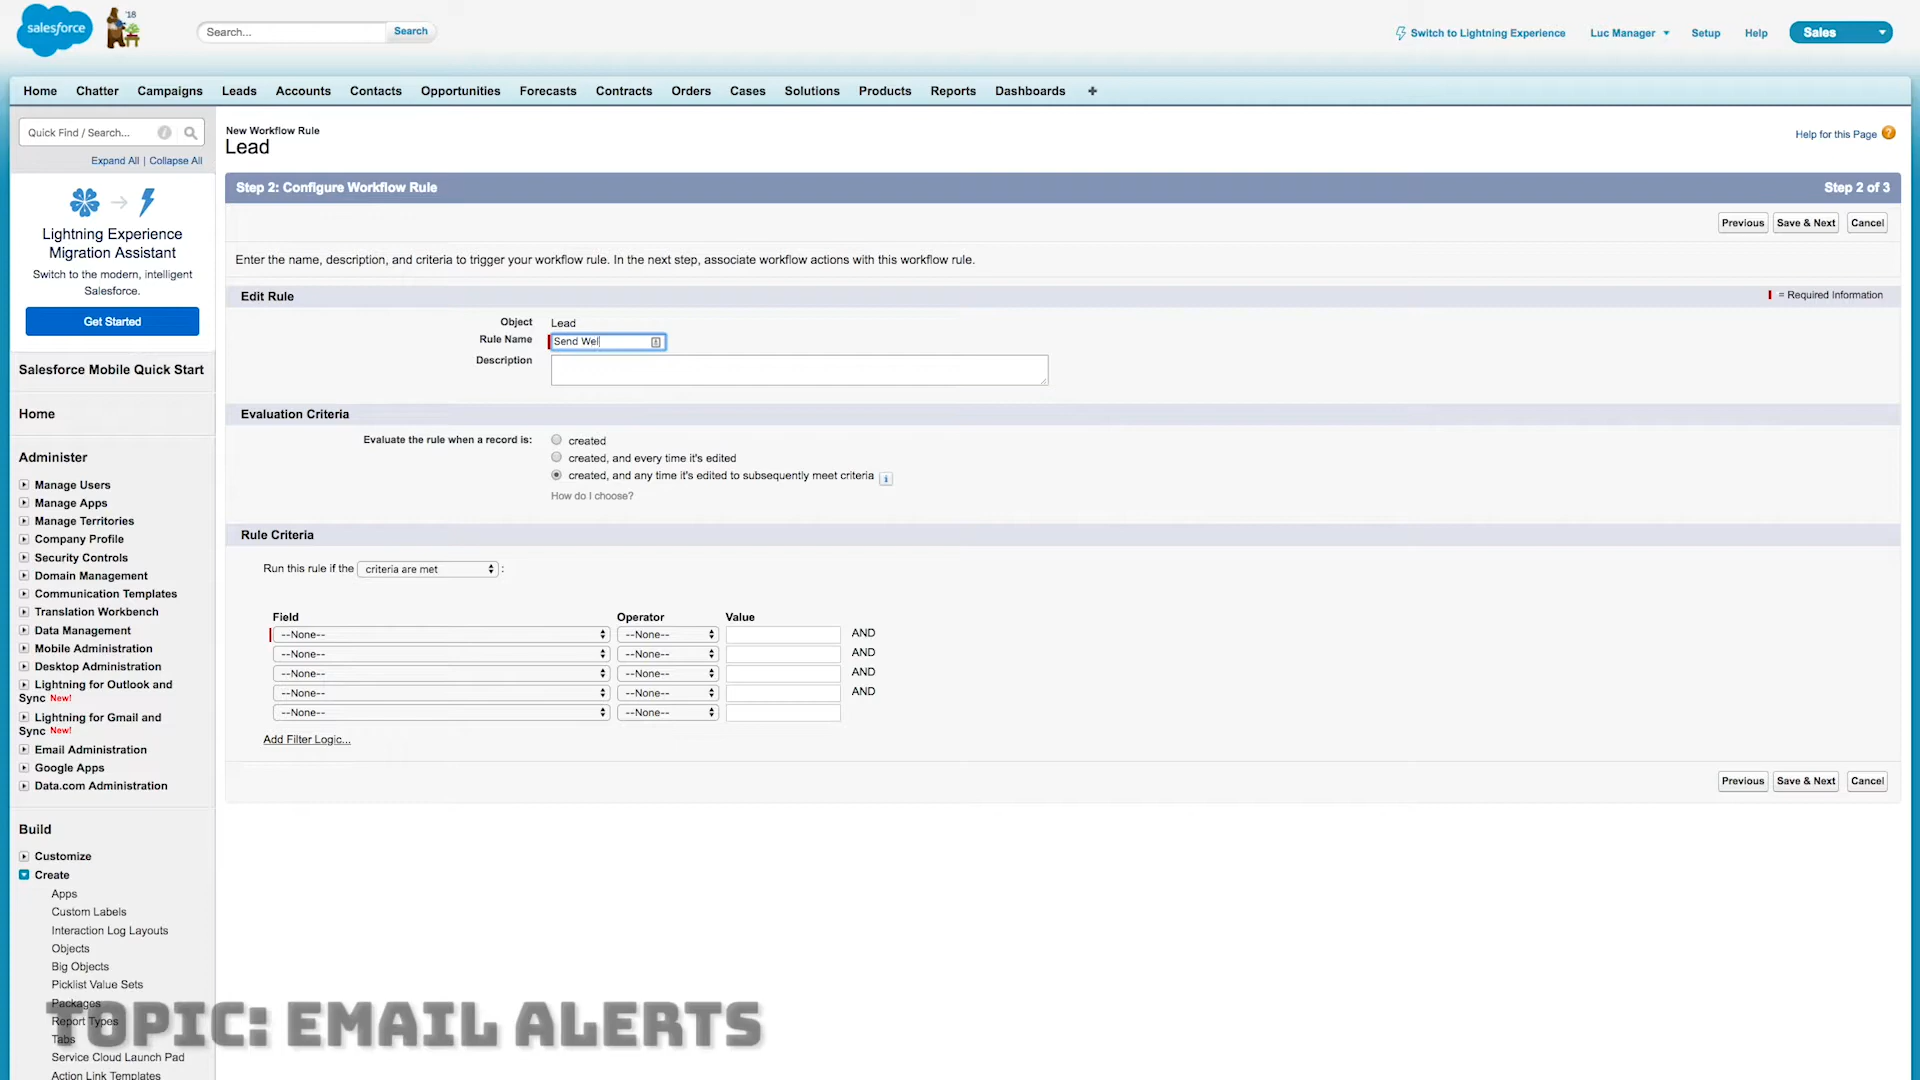 salesforce
'18
Search...
Search
Switch to Lightning Experience
Luc Manager
Setup
Help
Sales
Home
Chatter
Campaigns
Leads
Accounts
Contacts
Opportunities
Forecasts
Contracts
Orders
Cases
Solutions
Products
Reports
Dashboards
+
Quick Find / Search...
Expand All | Collapse All
Lightning Experience
Migration Assistant
Switch to the modern, intelligent
Salesforce.
Get Started
Salesforce Mobile Quick Start
Home
Administer
Manage Users
Manage Apps
Manage Territories
Company Profile
Security Controls
Domain Management
Communication Templates
Translation Workbench
Data Management
Mobile Administration
Desktop Administration
Lightning for Outlook and
Sync New!
Lightning for Gmail and
Sync New!
Email Administration
Google Apps
Data.com Administration
Build
Customize
Create
Apps
Custom Labels
Interaction Log Layouts
Objects
Big Objects
Picklist Value Sets
Packages
Report Types
Tabs
Service Cloud Launch Pad
Action Link Templates
New Workflow Rule
Lead
Help for this Page ?
Step 2: Configure Workflow Rule
Step 2 of 3
Previous
Save & Next
Cancel
Enter the name, description, and criteria to trigger your workflow rule. In the next step, associate workflow actions with this workflow rule.
Edit Rule
= Required Information
Object
Lead
Rule Name
Send Wel
Description
Evaluation Criteria
Evaluate the rule when a record is:
created
created, and every time it's edited
created, and any time it's edited to subsequently meet criteria
i
How do I choose?
Rule Criteria
Run this rule if the criteria are met :
Field
Operator
Value
--None--
--None--
AND
--None--
--None--
AND
--None--
--None--
AND
--None--
--None--
AND
--None--
--None--
Add Filter Logic...
Previous
Save & Next
Cancel
TOPIC: EMAIL ALERTS